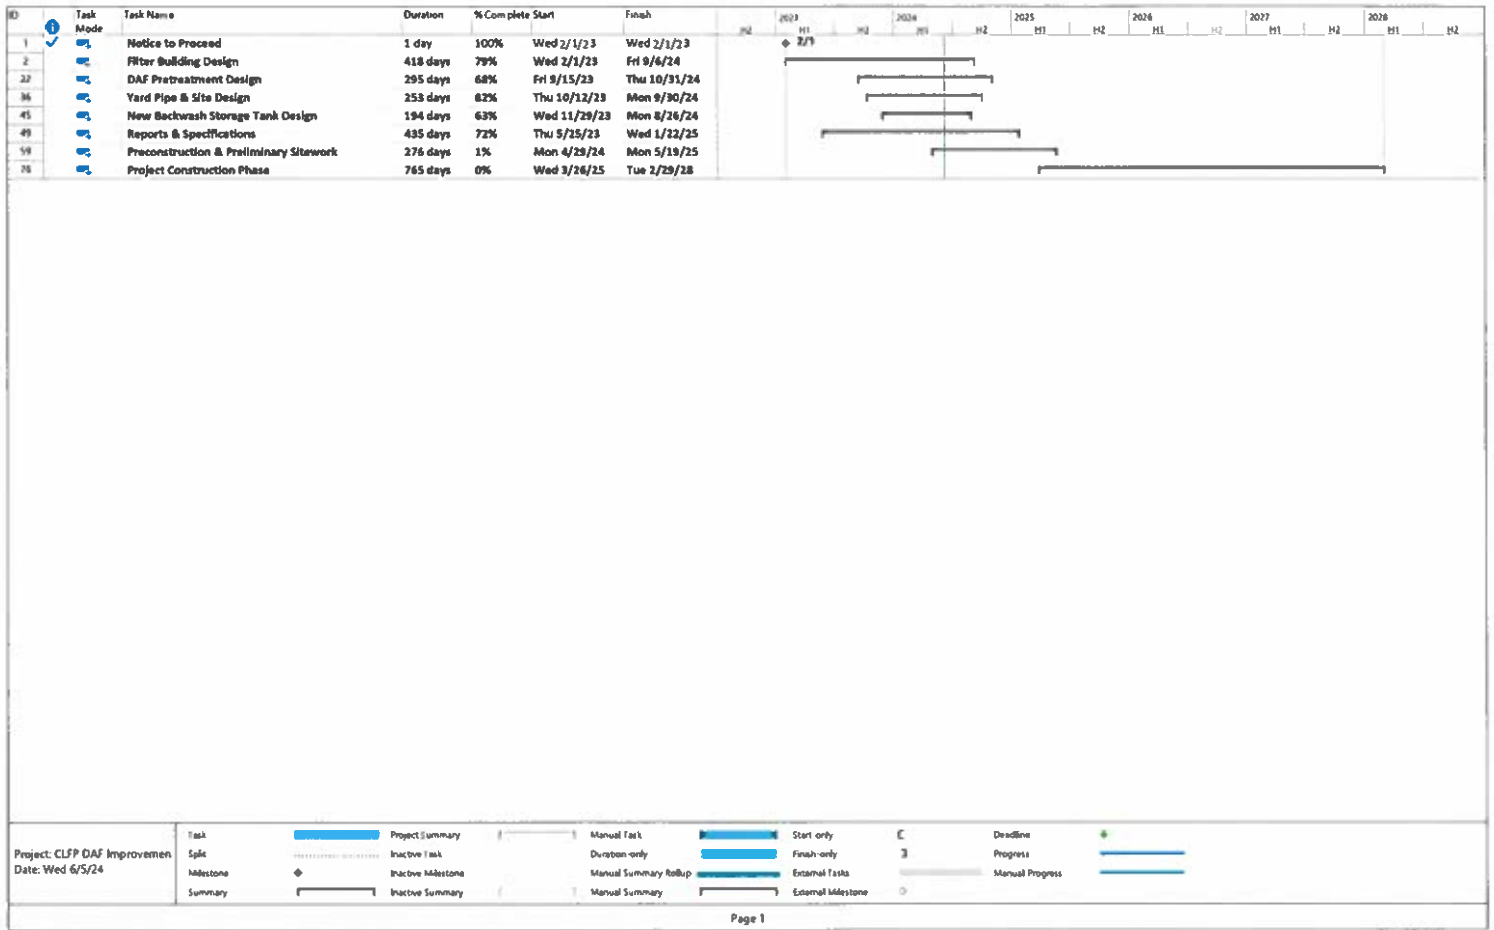 ID Task Mode Task Name Duration % Complete Start Finish 2023 2024 2025 2026 2027 2028
H2 H1 H2 H1 H2 H1 H2 H1 H2 H1 H2 H1 H2
1 Notice to Proceed 1 day 100% Wed 2/1/23 Wed 2/1/23 2/1
2 Filter Building Design 418 days 79% Wed 2/1/23 Fri 9/6/24
22 DAF Pretreatment Design 295 days 68% Fri 9/15/23 Thu 10/31/24
36 Yard Pipe & Site Design 253 days 82% Thu 10/12/23 Mon 9/30/24
45 New Backwash Storage Tank Design 194 days 63% Wed 11/29/23 Mon 8/26/24
49 Reports & Specifications 435 days 72% Thu 5/25/23 Wed 1/22/25
59 Preconstruction & Preliminary Sitework 276 days 1% Mon 4/29/24 Mon 5/19/25
76 Project Construction Phase 765 days 0% Wed 3/26/25 Tue 2/29/28
Project: CLFP DAF Improvemen
Date: Wed 6/5/24
Task Project Summary Manual Task Start-only Deadline
Split Inactive Task Duration-only Finish-only Progress
Milestone Inactive Milestone Manual Summary Rollup External Tasks Manual Progress
Summary Inactive Summary Manual Summary External Milestone
Page 1